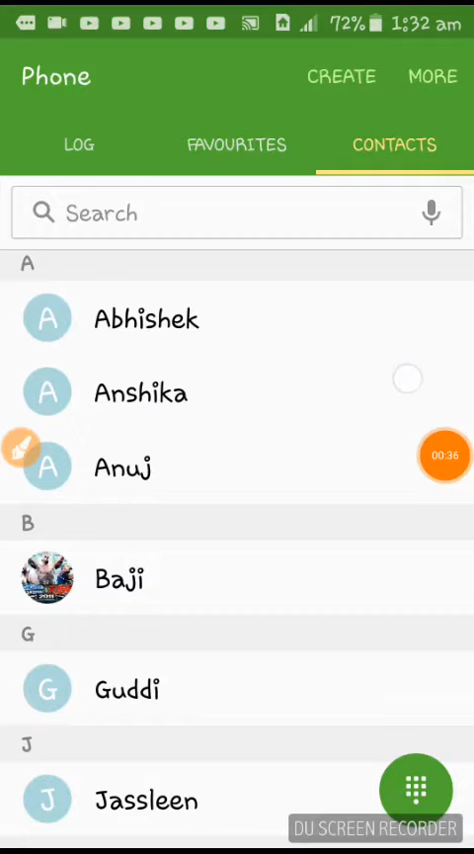 72% 1:32 am
Phone CREATE MORE
LOG FAVOURITES CONTACTS
Search
A
A Abhishek
A Anshika
A Anuj
00:36
B
Baji
G
G Guddi
J
J Jassleen
DU SCREEN RECORDER